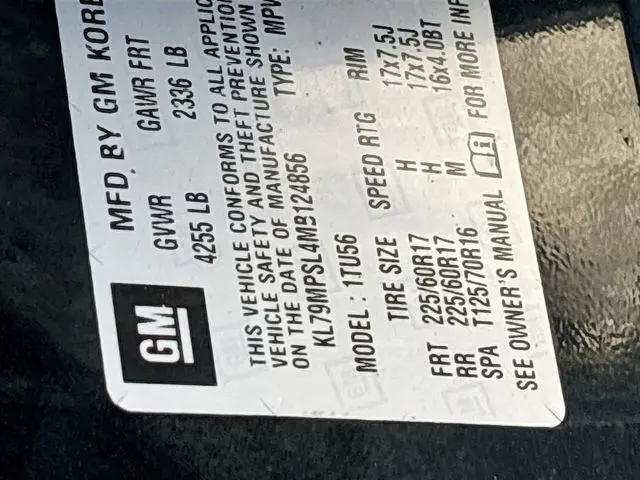 GM
MFD BY GM KORE
GVWR GAWR FRT
4255 LB 2336 LB
THIS VEHICLE CONFORMS TO ALL APPLIC
VEHICLE SAFETY AND THEFT PREVENTION
ON THE DATE OF MANUFACTURE SHOWN
KL79MPSL4MB124856 TYPE: MPV
MODEL : 1TU56
TIRE SIZE SPEED RTG RIM
FRT 225/60R17 H 17x7.5J
RR 225/60R17 H 17x7.5J
SPA T125/70R16 M 16x4.0BT
SEE OWNER'S MANUAL FOR MORE INF